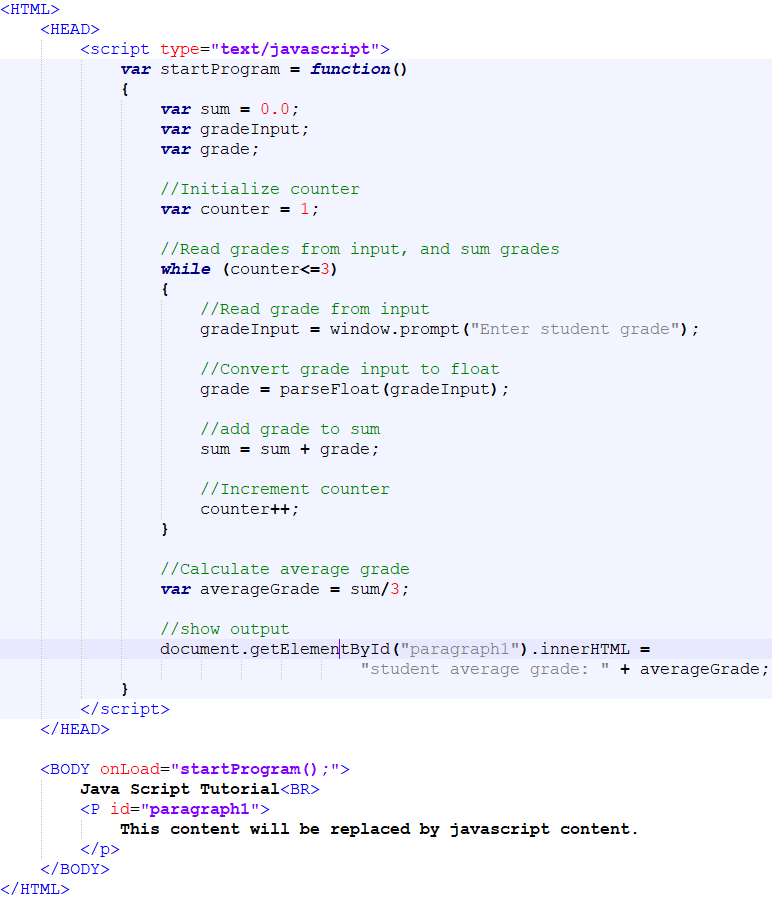 <HTML>
<HEAD>
<script type="text/javascript">
var startProgram = function()
{
var sum = 0.0;
var gradeInput;
var grade;
//Initialize counter
var counter = 1;
//Read grades from input, and sum grades
while (counter<=3)
{
//Read grade from input
gradeInput = window.prompt("Enter student grade");
//Convert grade input to float
grade = parseFloat(gradeInput);
//add grade to sum
sum = sum + grade;
//Increment counter
counter++;
}
//Calculate average grade
var averageGrade = sum/3;
//show output
document.getElementById("paragraph1").innerHTML =
"student average grade: " + averageGrade;
}
</script>
</HEAD>
<BODY onLoad="startProgram();">
Java Script Tutorial<BR>
<P id="paragraph1">
This content will be replaced by javascript content.
</p>
</BODY>
</HTML>